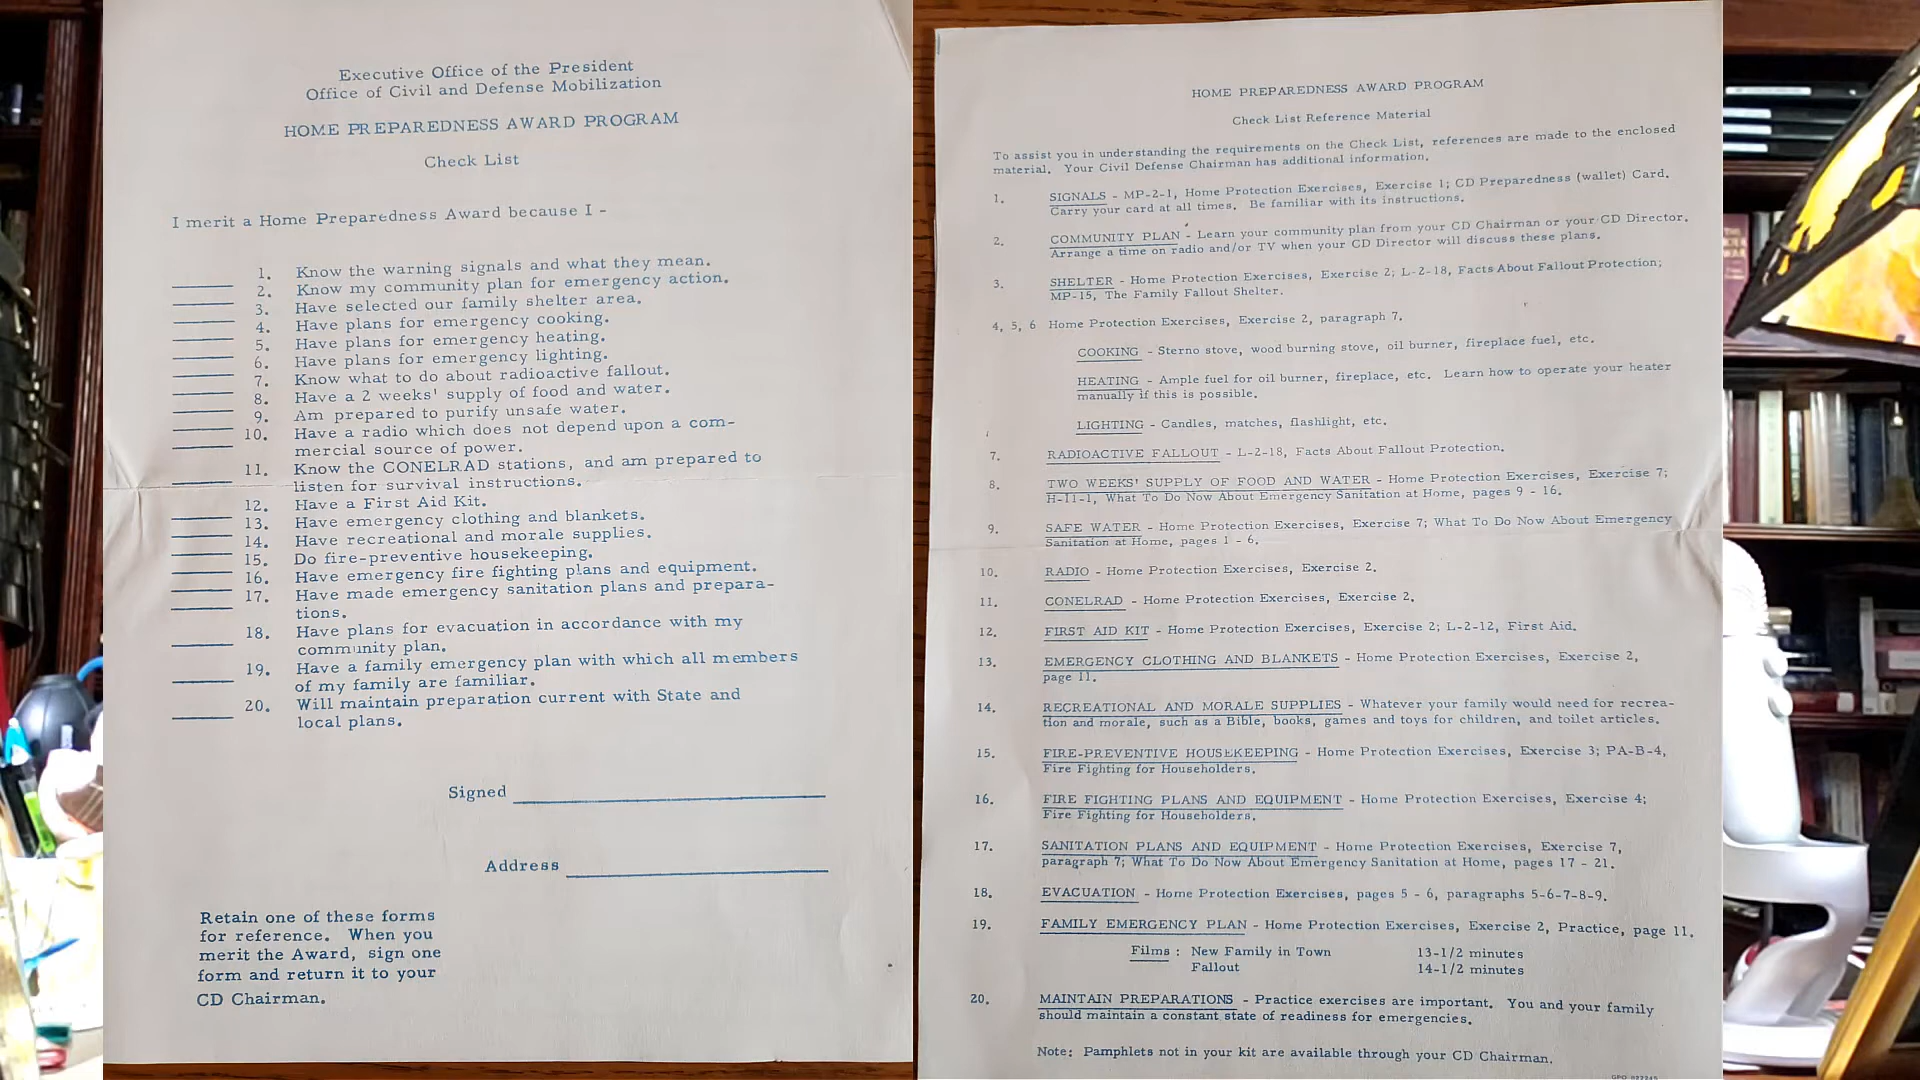 Executive Office of the President
Office of Civil and Defense Mobilization
HOME PREPAREDNESS AWARD PROGRAM
Check List
I merit a Home Preparedness Award because I -
1. Know the warning signals and what they mean.
2. Know my community plan for emergency action.
3. Have selected our family shelter area.
4. Have plans for emergency cooking.
5. Have plans for emergency heating.
6. Have plans for emergency lighting.
7. Know what to do about radioactive fallout.
8. Have a 2 weeks' supply of food and water.
9. Am prepared to purify unsafe water.
10. Have a radio which does not depend upon a com-
mercial source of power.
11. Know the CONELRAD stations, and am prepared to
listen for survival instructions.
12. Have a First Aid Kit.
13. Have emergency clothing and blankets.
14. Have recreational and morale supplies.
15. Do fire-preventive housekeeping.
16. Have emergency fire fighting plans and equipment.
17. Have made emergency sanitation plans and prepara-
tions.
18. Have plans for evacuation in accordance with my
community plan.
19. Have a family emergency plan with which all members
of my family are familiar.
20. Will maintain preparation current with State and
local plans.
Signed
Address
Retain one of these forms
for reference. When you
merit the Award, sign one
form and return it to your
CD Chairman.
HOME PREPAREDNESS AWARD PROGRAM
Check List Reference Material
To assist you in understanding the requirements on the Check List, references are made to the enclosed
material. Your Civil Defense Chairman has additional information.
1. SIGNALS - MP-2-1, Home Protection Exercises, Exercise 1; CD Preparedness (wallet) Card.
Carry your card at all times. Be familiar with its instructions.
2. COMMUNITY PLAN - Learn your community plan from your CD Chairman or your CD Director.
Arrange a time on radio and/or TV when your CD Director will discuss these plans.
3. SHELTER - Home Protection Exercises, Exercise 2; L-2-18, Facts About Fallout Protection;
MP-15, The Family Fallout Shelter.
4, 5, 6 Home Protection Exercises, Exercise 2, paragraph 7.
COOKING - Sterno stove, wood burning stove, oil burner, fireplace fuel, etc.
HEATING - Ample fuel for oil burner, fireplace, etc. Learn how to operate your heater
manually if this is possible.
LIGHTING - Candles, matches, flashlight, etc.
7. RADIOACTIVE FALLOUT - L-2-18, Facts About Fallout Protection.
8. TWO WEEKS' SUPPLY OF FOOD AND WATER - Home Protection Exercises, Exercise 7;
H-11-1, What To Do Now About Emergency Sanitation at Home, pages 9 - 16.
9. SAFE WATER - Home Protection Exercises, Exercise 7; What To Do Now About Emergency
Sanitation at Home, pages 1 - 6.
10. RADIO - Home Protection Exercises, Exercise 2.
11. CONELRAD - Home Protection Exercises, Exercise 2.
12. FIRST AID KIT - Home Protection Exercises, Exercise 2; L-2-12, First Aid.
13. EMERGENCY CLOTHING AND BLANKETS - Home Protection Exercises, Exercise 2,
page 11.
14. RECREATIONAL AND MORALE SUPPLIES - Whatever your family would need for recrea-
tion and morale, such as a Bible, books, games and toys for children, and toilet articles.
15. FIRE-PREVENTIVE HOUSEKEEPING - Home Protection Exercises, Exercise 3; PA-B-4,
Fire Fighting for Householders.
16. FIRE FIGHTING PLANS AND EQUIPMENT - Home Protection Exercises, Exercise 4;
Fire Fighting for Householders.
17. SANITATION PLANS AND EQUIPMENT - Home Protection Exercises, Exercise 7,
paragraph 7; What To Do Now About Emergency Sanitation at Home, pages 17 - 21.
18. EVACUATION - Home Protection Exercises, pages 5 - 6, paragraphs 5-6-7-8-9.
19. FAMILY EMERGENCY PLAN - Home Protection Exercises, Exercise 2, Practice, page 11.
Films : New Family in Town 13-1/2 minutes
Fallout 14-1/2 minutes
20. MAINTAIN PREPARATIONS - Practice exercises are important. You and your family
should maintain a constant state of readiness for emergencies.
Note: Pamphlets not in your kit are available through your CD Chairman.